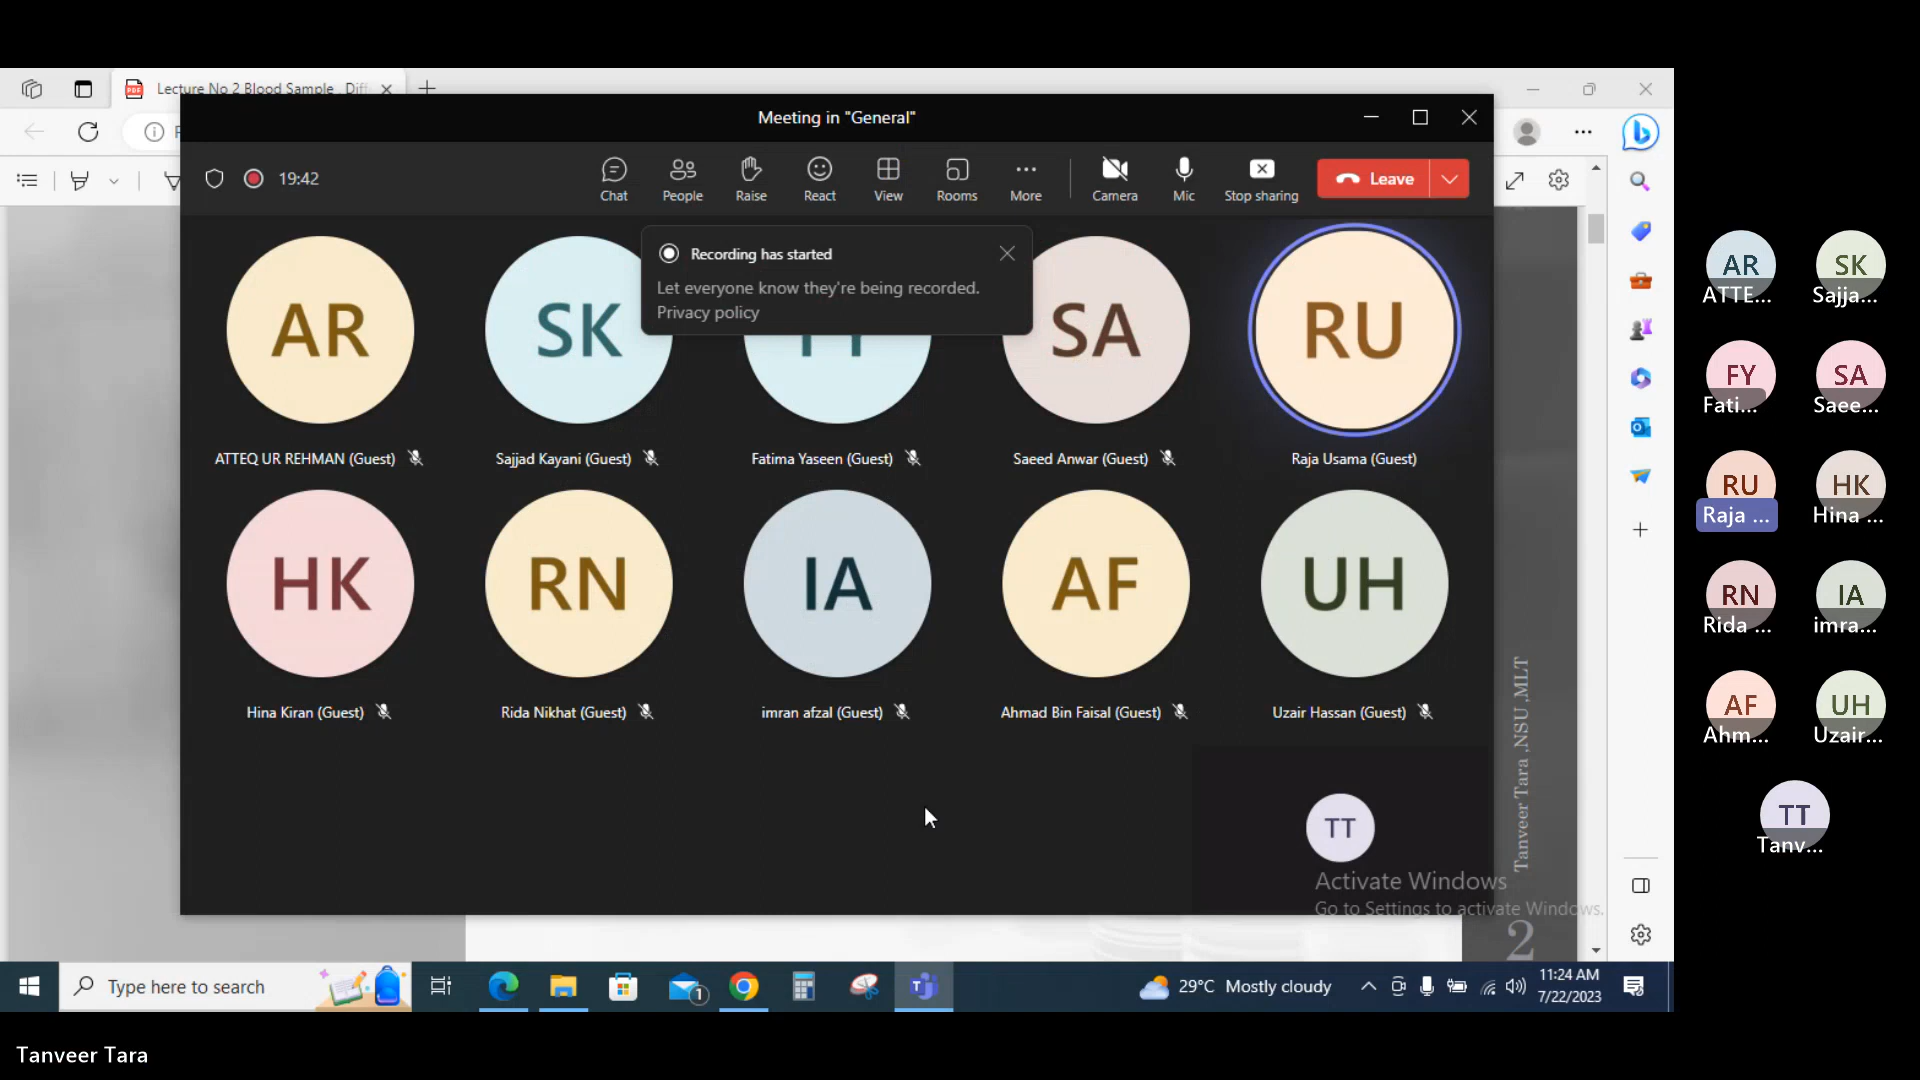 Lecture No 2 Blood Sample , Diff
Meeting in "General"
19:42
Chat
People
Raise
React
View
Rooms
More
Camera
Mic
Stop sharing
Leave
Recording has started
Let everyone know they're being recorded.
Privacy policy
AR
SK
SA
RU
ATTEQ UR REHMAN (Guest)
Sajjad Kayani (Guest)
Fatima Yaseen (Guest)
Saeed Anwar (Guest)
Raja Usama (Guest)
HK
RN
IA
AF
UH
Hina Kiran (Guest)
Rida Nikhat (Guest)
imran afzal (Guest)
Ahmad Bin Faisal (Guest)
Uzair Hassan (Guest)
TT
Activate Windows
Go to Settings to activate Windows.
Tanveer Tara ,NSU ,MLT
2
AR
ATTE...
SK
Sajja...
FY
Fati...
SA
Saee...
RU
Raja ...
HK
Hina ...
RN
Rida ...
IA
imra...
AF
Ahm...
UH
Uzair...
TT
Tanv...
Type here to search
1
29°C Mostly cloudy
11:24 AM
7/22/2023
Tanveer Tara